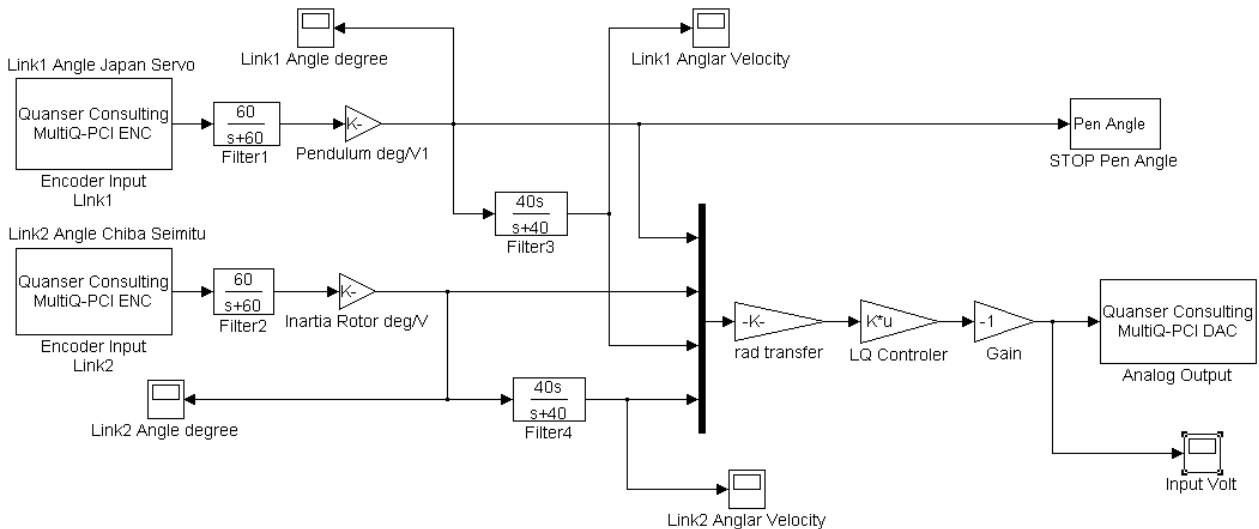 Link1 Angle degree
Link1 Anglar Velocity
Link1 Angle Japan Servo
Quanser Consulting
MultiQ-PCI ENC
60
s+60
K-
Pen Angle
Filter1
Pendulum deg/V1
STOP Pen Angle
Encoder Input
LInk1
40s
s+40
Filter3
Link2 Angle Chiba Seimitu
Quanser Consulting
MultiQ-PCI ENC
60
s+60
K-
Filter2
Inartia Rotor deg/V
-K-
K*u
-1
Quanser Consulting
MultiQ-PCI DAC
rad transfer
LQ Controler
Gain
Analog Output
Encoder Input
Link2
Link2 Angle degree
40s
s+40
Filter4
Input Volt
Link2 Anglar Velocity